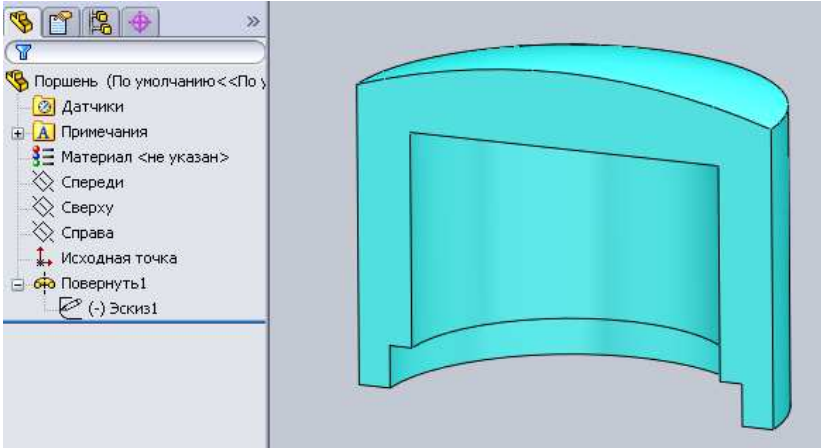 »
Поршень (По умолчанию<<По у
Датчики
A Примечания
Материал <не указан>
Спереди
Сверху
Справа
Исходная точка
Повернуть1
(-) Эскиз1